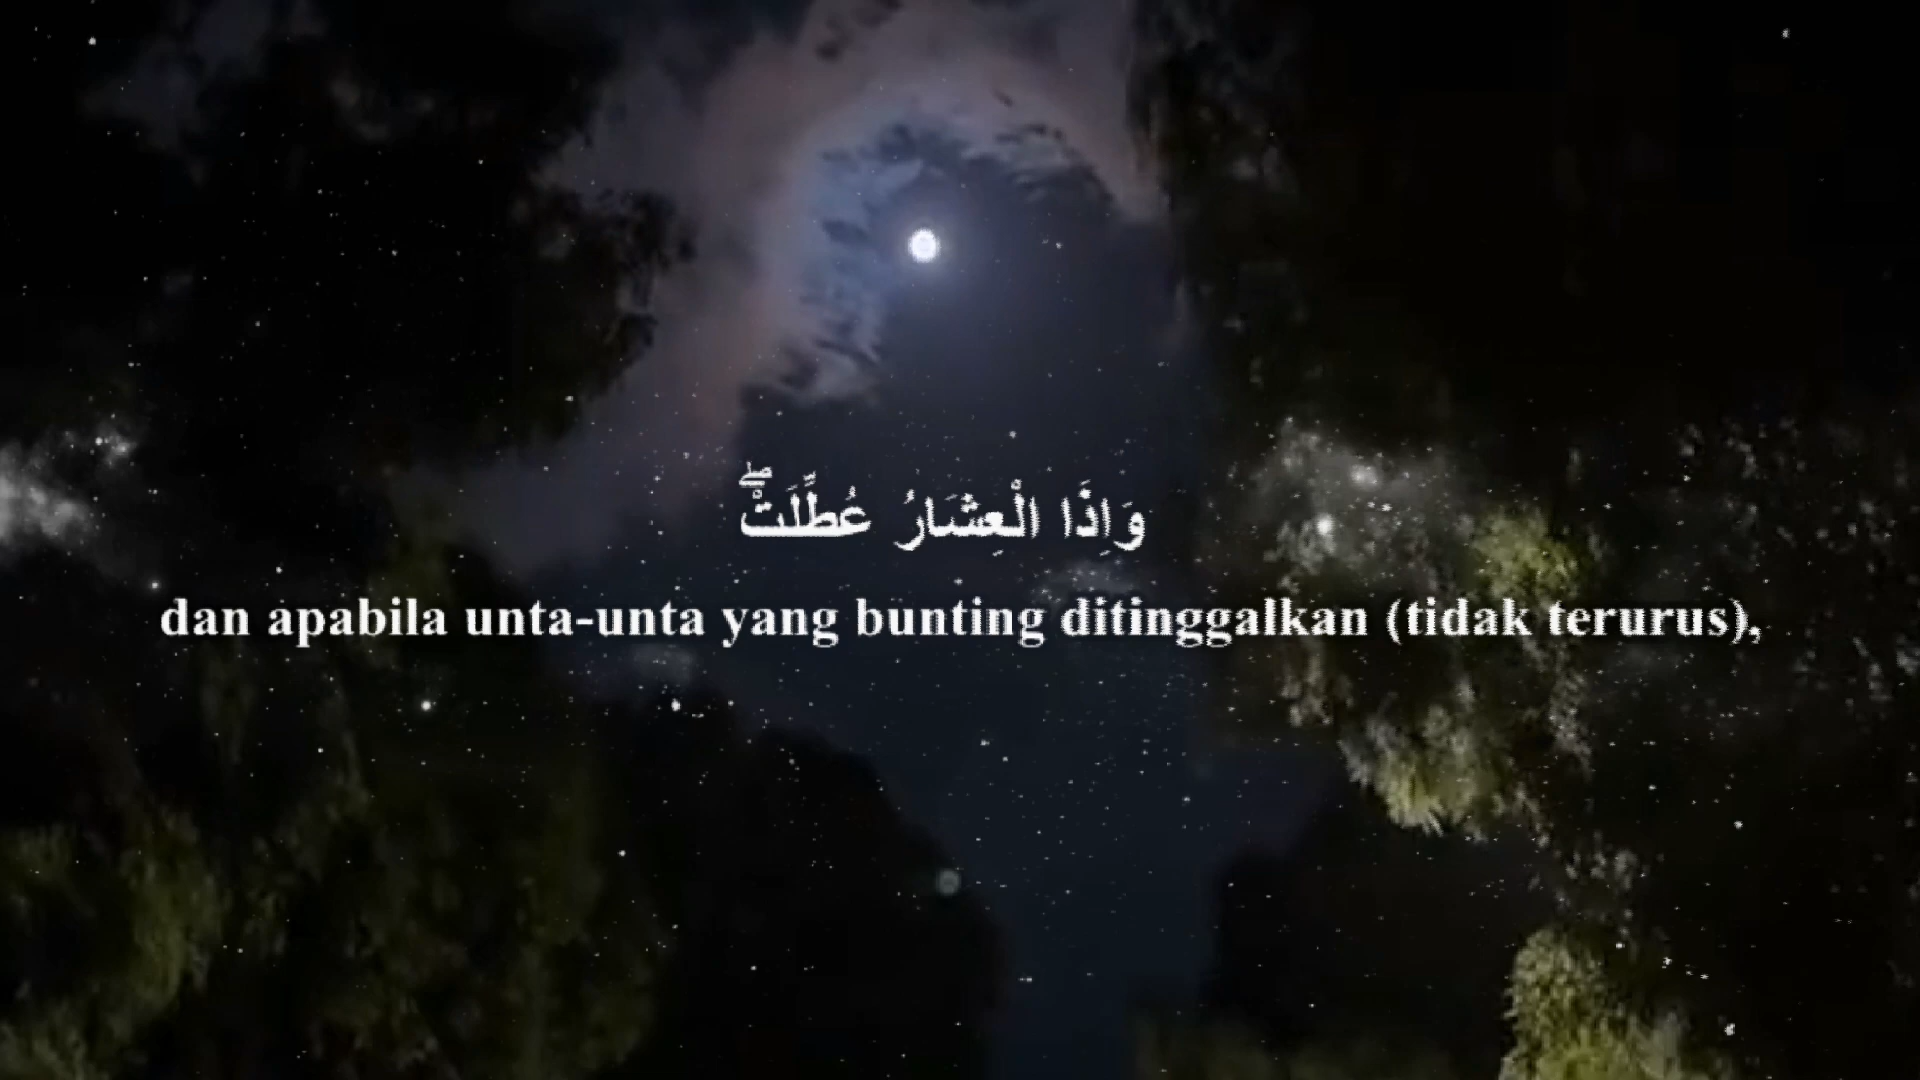 وَاِذَا الْعِشَارُ عُطِّلَتْۖ
dan apabila unta-unta yang bunting ditinggalkan (tidak terurus),